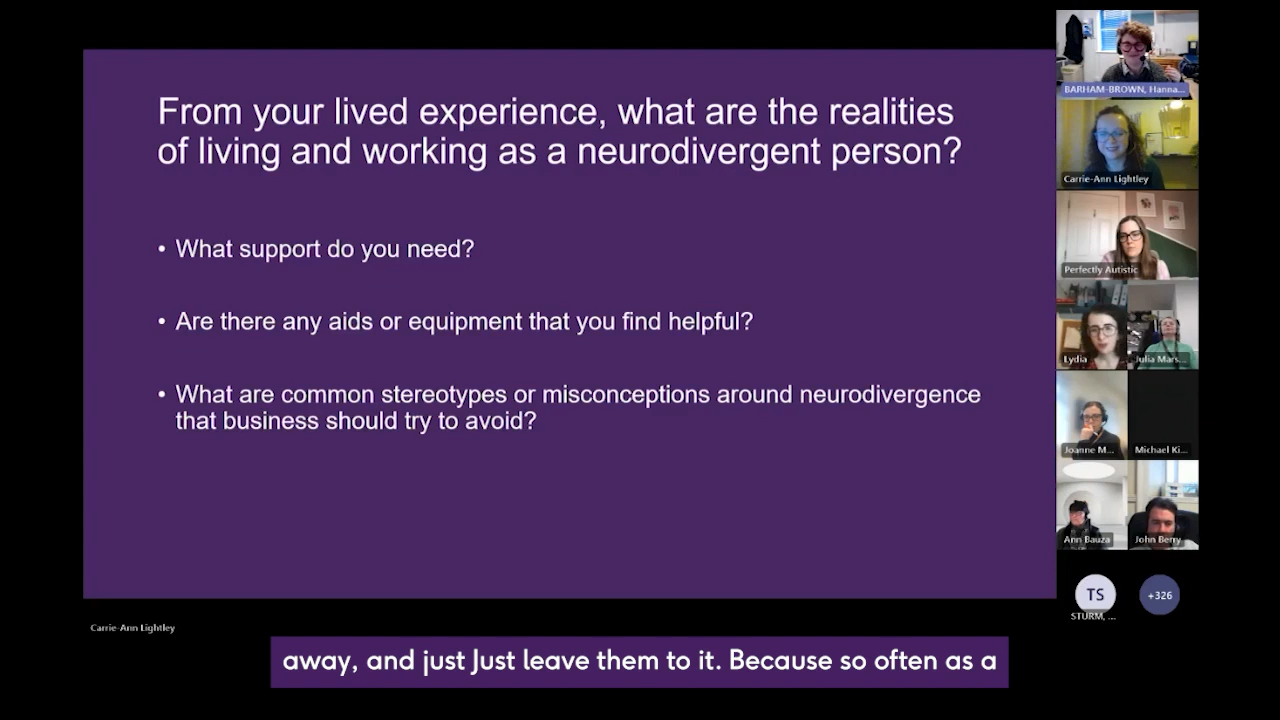 From your lived experience, what are the realities
of living and working as a neurodivergent person?
• What support do you need?
• Are there any aids or equipment that you find helpful?
• What are common stereotypes or misconceptions around neurodivergence
that business should try to avoid?
BARHAM-BROWN, Hanna...
Carrie-Ann Lightley
Perfectly Autistic
Lydia
Julia Mars...
Joanne M...
Michael Ki...
Ann Bauza
John Berry
TS
+326
STURM, ...
Carrie-Ann Lightley
away, and just Just leave them to it. Because so often as a